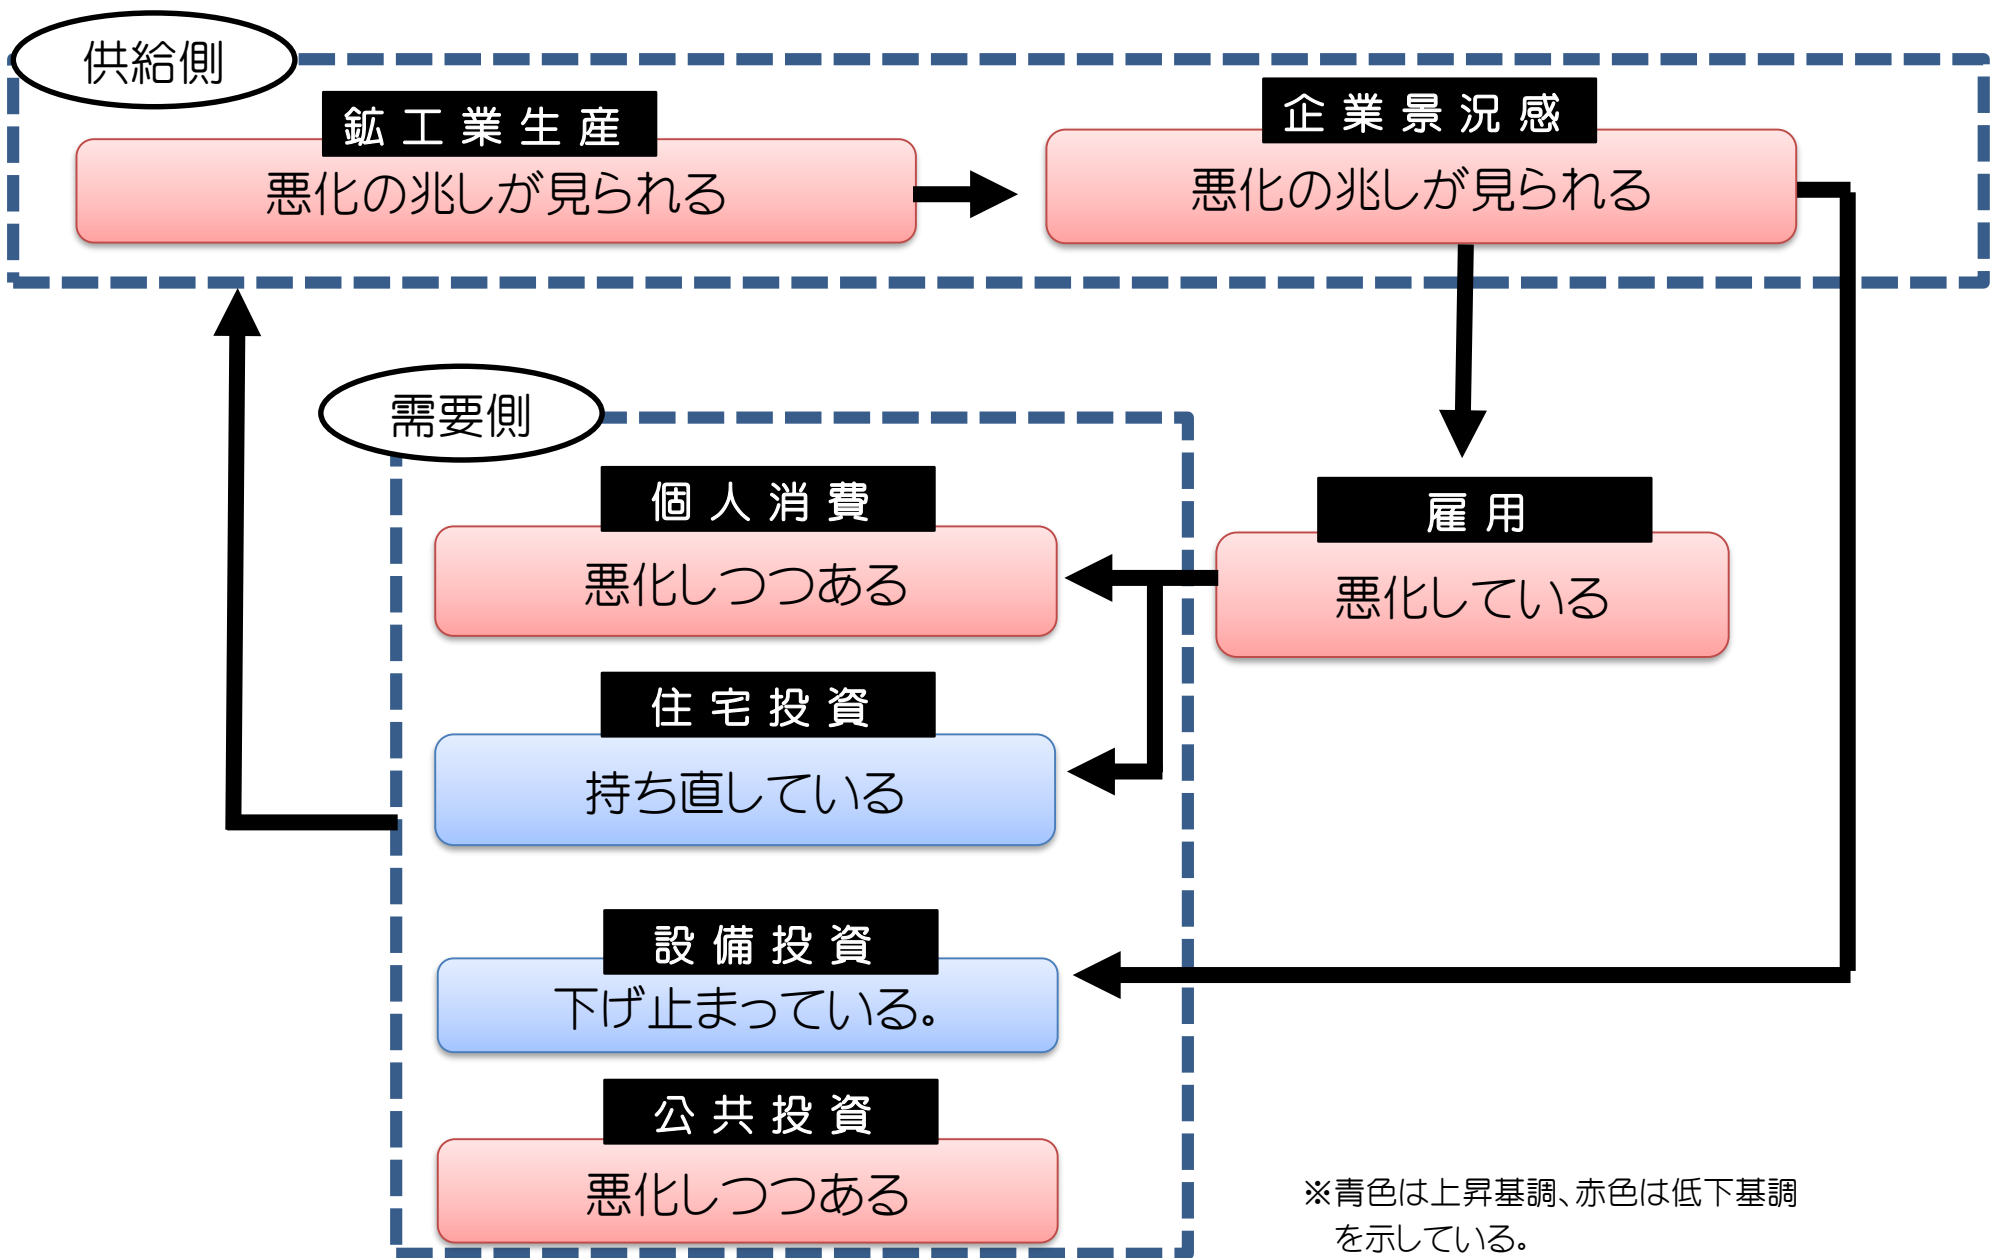 供給側
鉱工業生産
悪化の兆しが見られる
企業景況感
悪化の兆しが見られる
需要側
個人消費
悪化しつつある
雇用
悪化している
住宅投資
持ち直している
設備投資
下げ止まっている。
公共投資
悪化しつつある
※青色は上昇基調、赤色は低下基調
を示している。